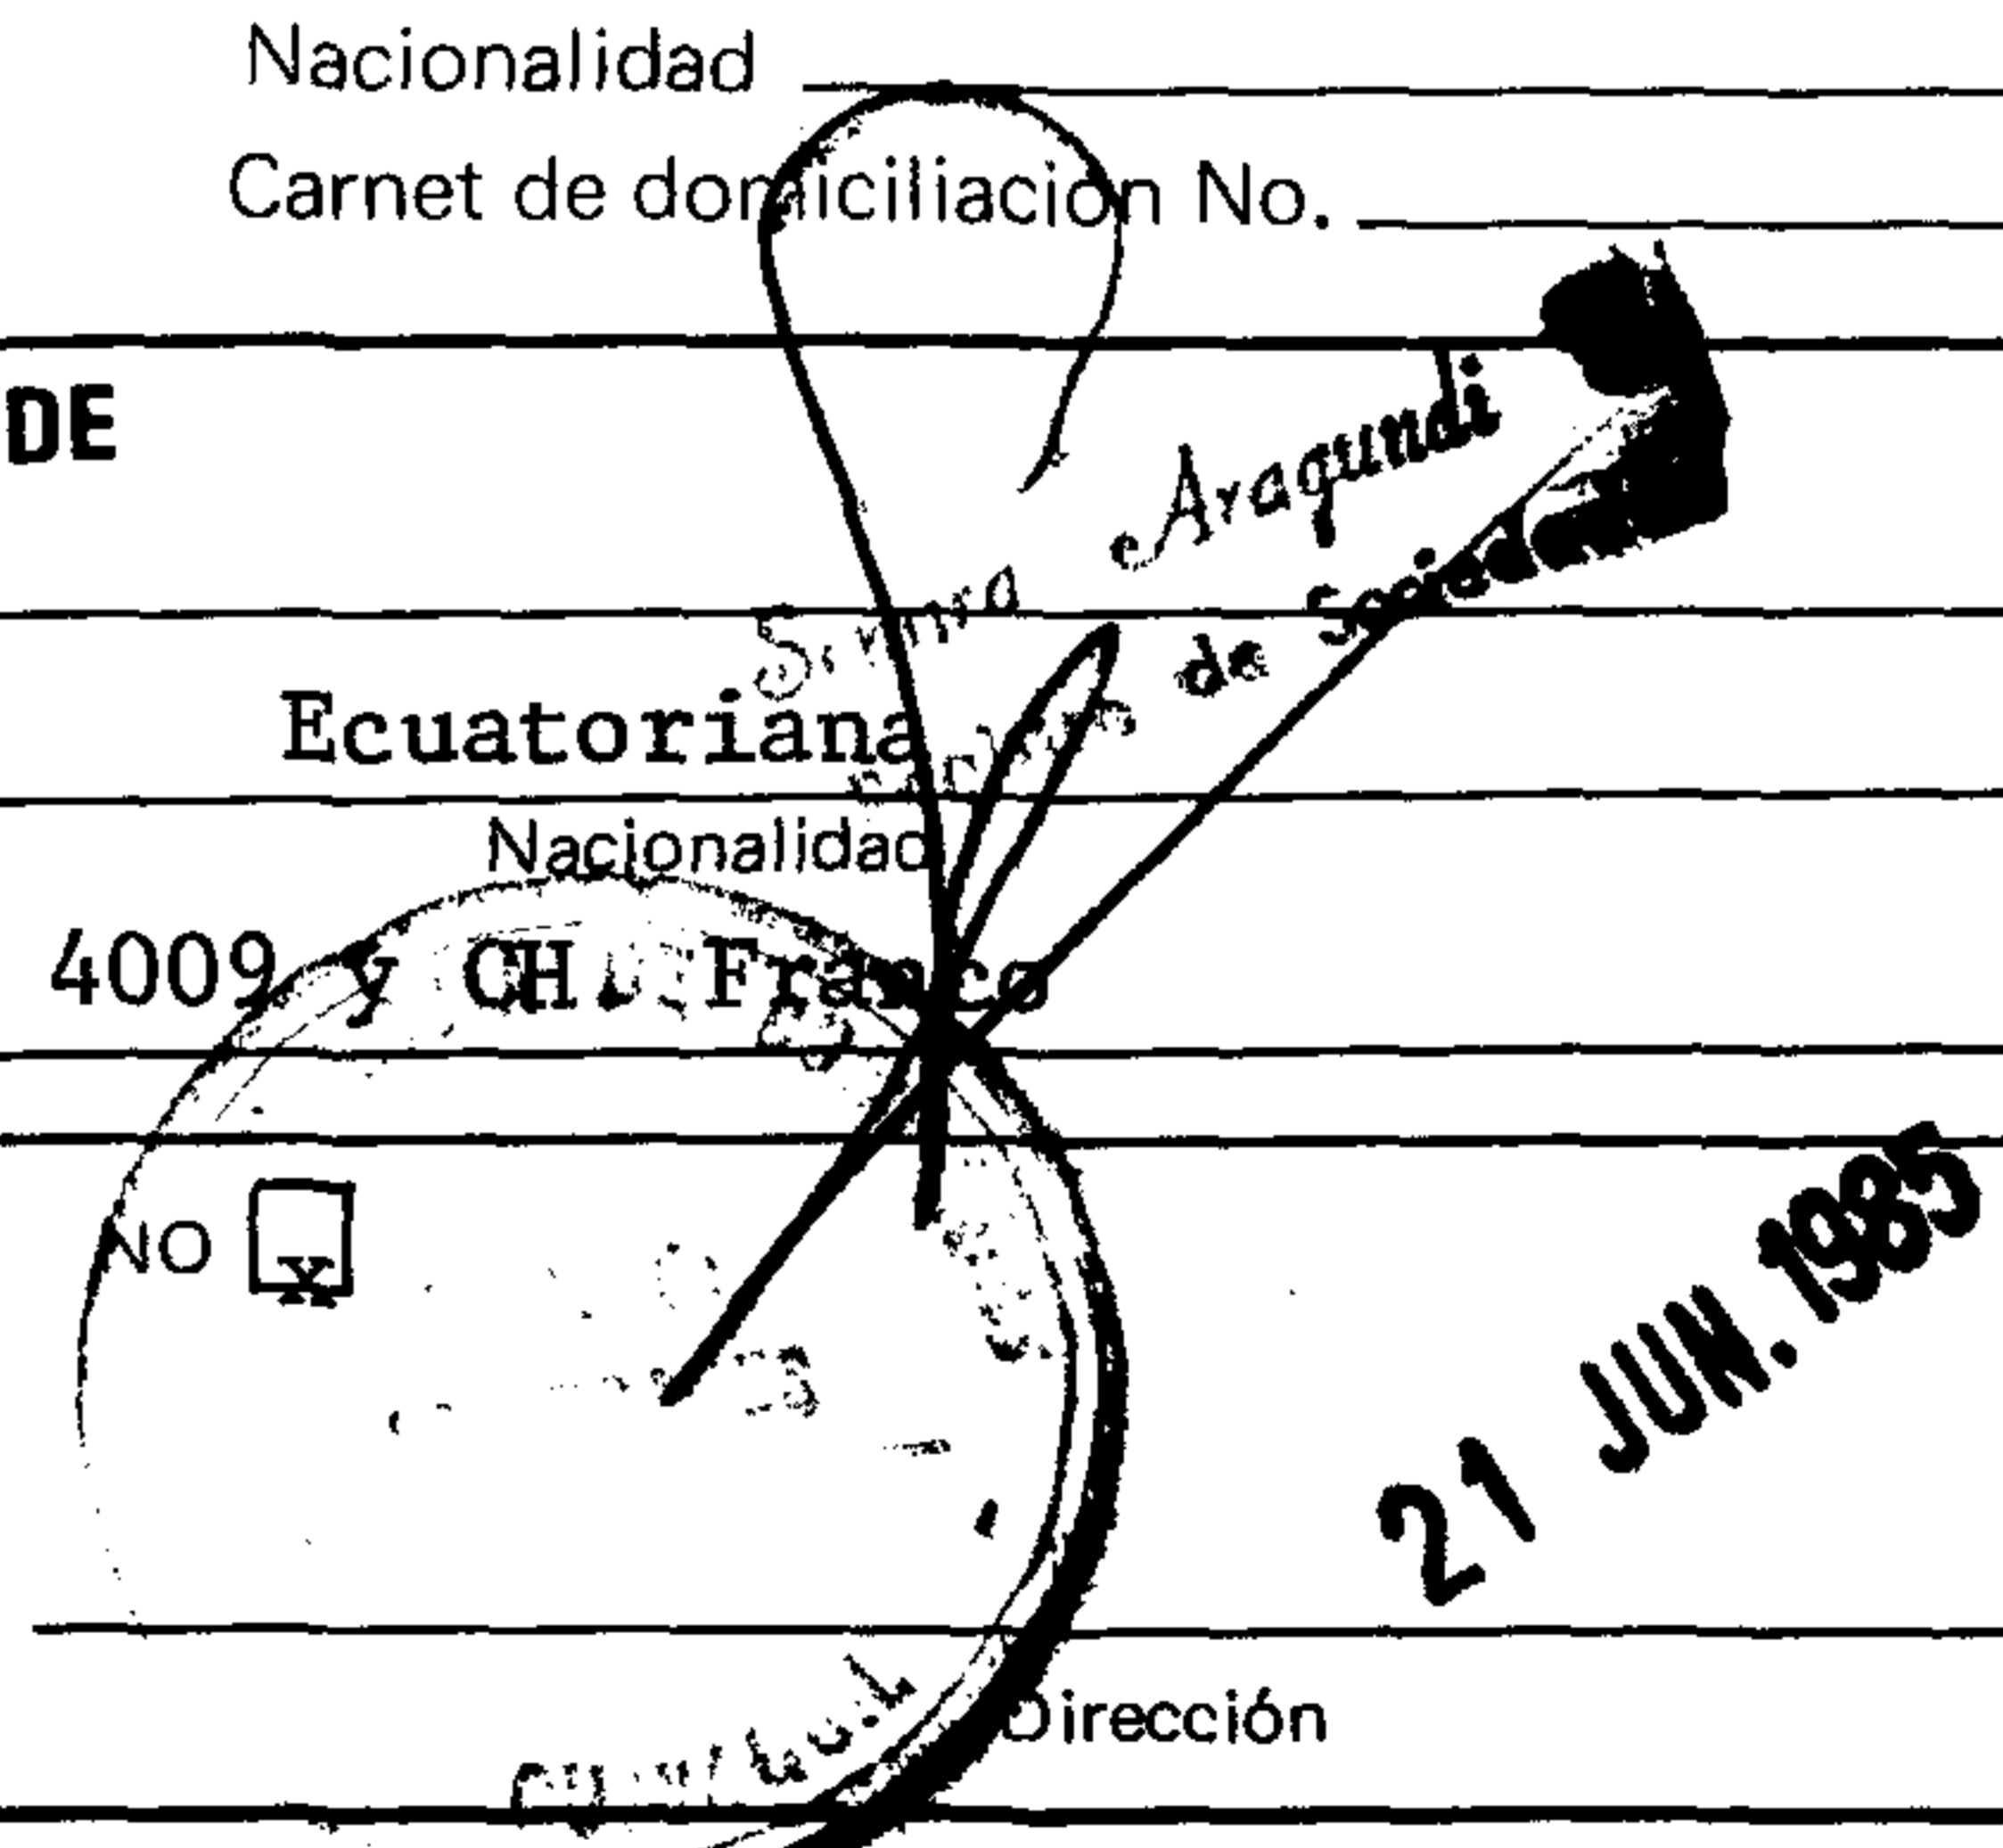 Nacionalidad
Carnet de domiciliación No.
DE
Aragundi
de
Ecuatoriana
Nacionalidad
4009 y CH. Franco
NO X
21 JUN. 1985
Dirección